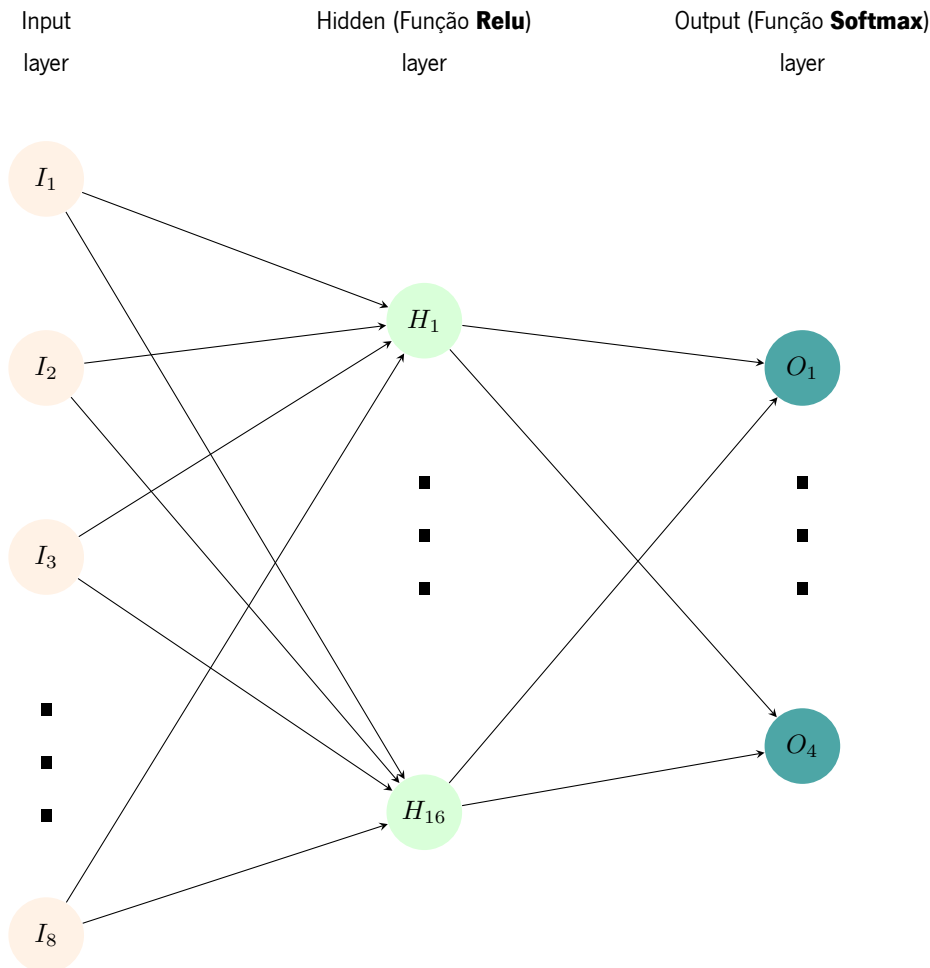 Input
layer
Hidden (Função Relu)
layer
Output (Função Softmax)
layer
I₁
I₂
I₃
I₈
H₁
H₁₆
O₁
O₄